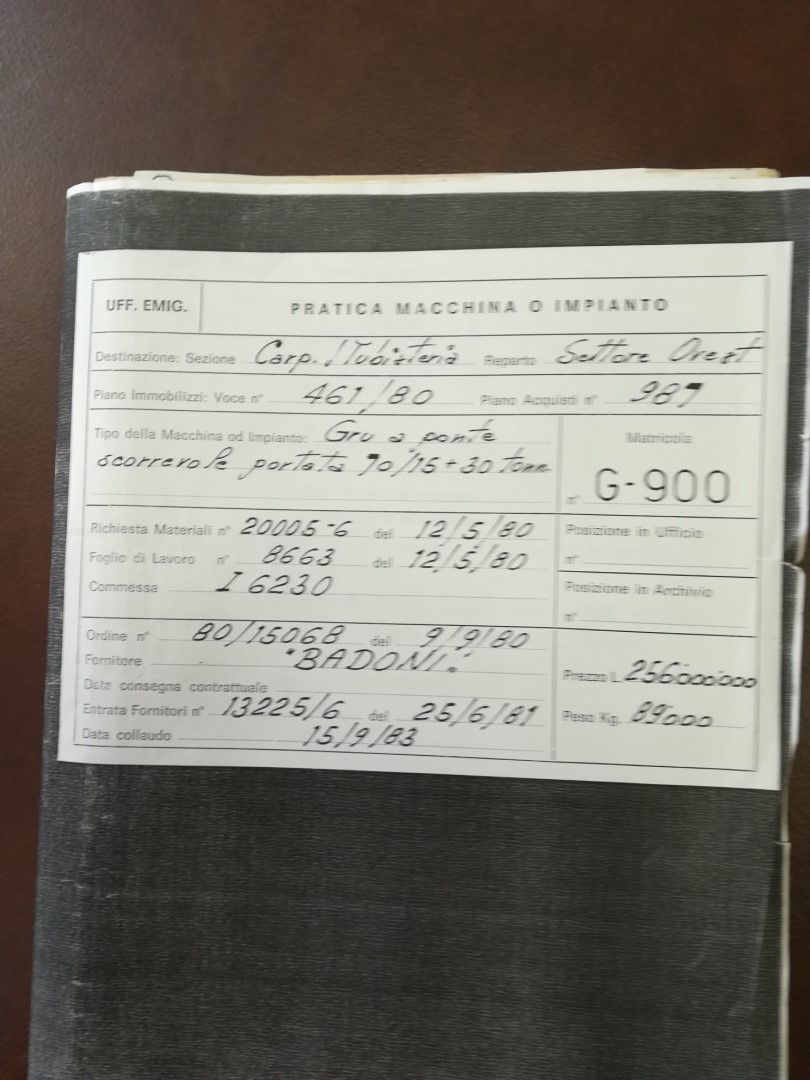 UFF. EMIG. PRATICA MACCHINA O IMPIANTO
Destinazione: Sezione Carp./Tubisteria Reparto Settore Ovest
Piano Immobilizzi: Voce n° 461/80 Piano Acquisti n° 987
Tipo della Macchina od Impianto: Gru a ponte
scorrevole portata 70/15+30 tonn
Matricola
n° G-900
Richiesta Materiali n° 20005-6 del 12/5/80
Foglio di Lavoro n° 8663 del 12/5/80
Commessa I 6230
Posizione in Ufficio
n°
Posizione in Archivio
n°
Ordine n° 80/15068 del 9/9/80
Fornitore "BADONI"
Data consegna contrattuale
Entrata Fornitori n° 13225/6 del 25/6/81
Data collaudo 15/9/83
Prezzo L. 256000000
Peso Kg. 89000